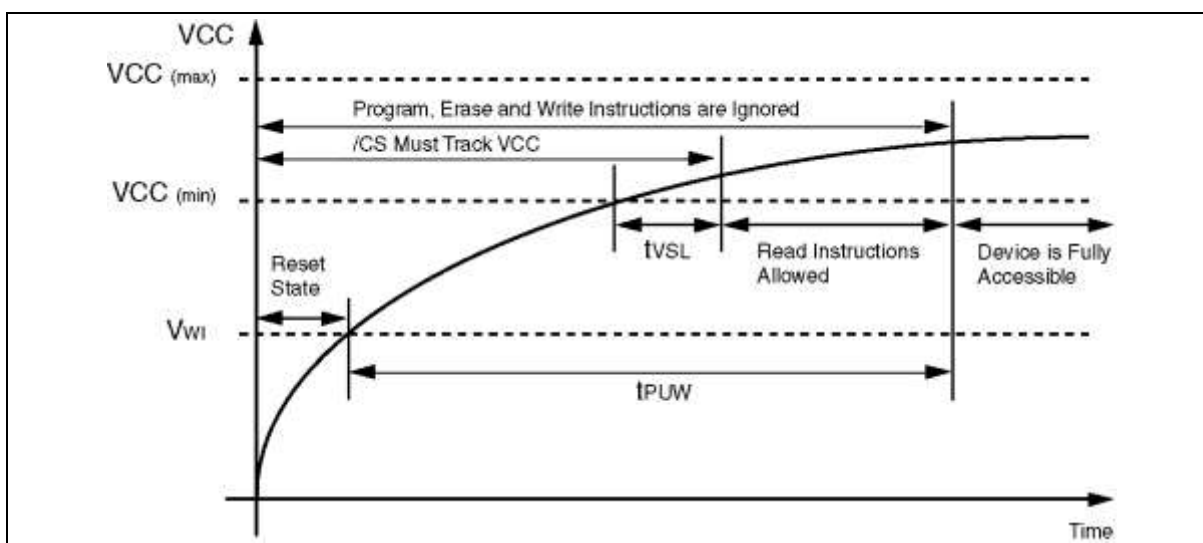 VCC
VCC (max)
Program, Erase and Write Instructions are Ignored
/CS Must Track VCC
VCC (min)
tVSL
Read Instructions
Allowed
Device is Fully
Accessible
Reset
State
VWI
tPUW
Time